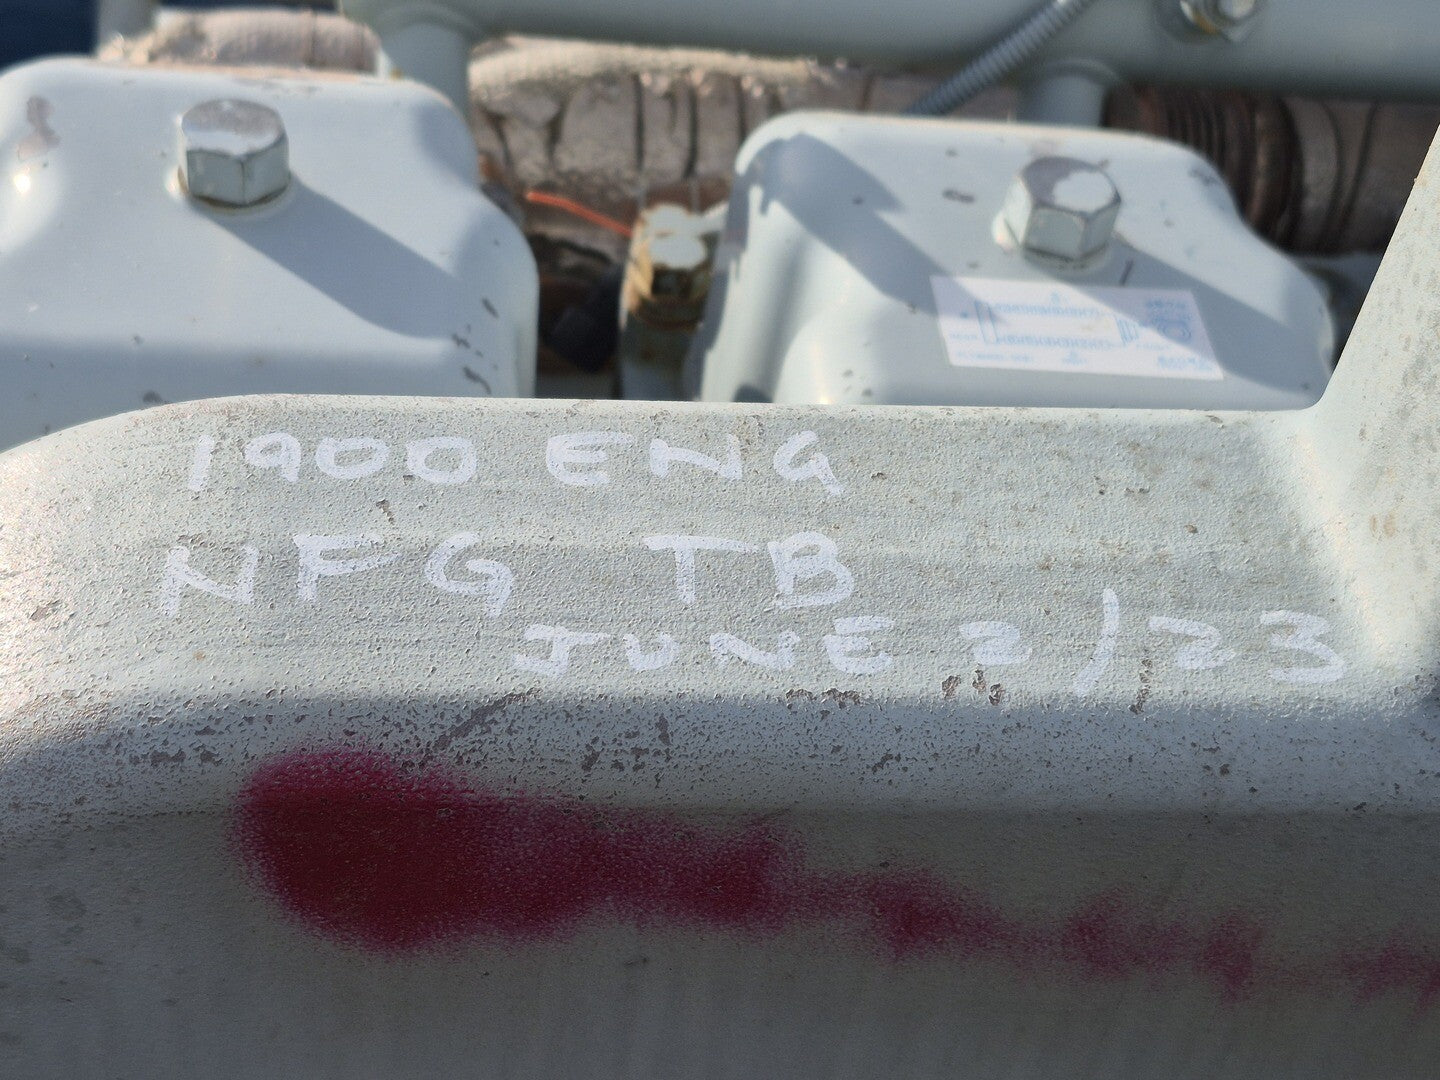 1900 ENG
NFG TB
JUNE 2/23